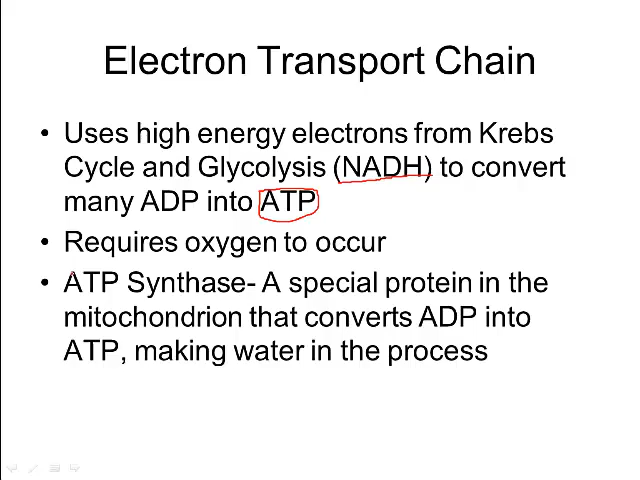 Electron Transport Chain
• Uses high energy electrons from Krebs
Cycle and Glycolysis (NADH) to convert
many ADP into ATP
• Requires oxygen to occur
• ATP Synthase- A special protein in the
mitochondrion that converts ADP into
ATP, making water in the process